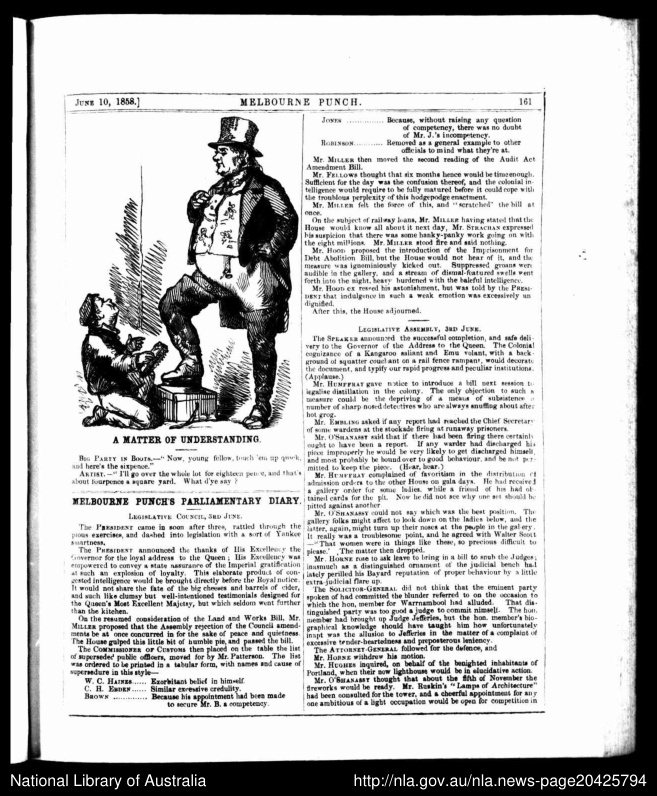 JUNE 10, 1858.]
MELBOURNE PUNCH.
161
A MATTER OF UNDERSTANDING.
BIG PARTY IN BOOTS.—" Now, young fellow, touch 'em up quick,
and here's the sixpence."
ARTIST.—" I'll go over the whole lot for eighteen pence, and that's
about fourpence a square yard. What d'ye say ?
MELBOURNE PUNCH'S PARLIAMENTARY DIARY.
LEGISLATIVE COUNCIL, 3RD JUNE.
The PRESIDENT came in soon after three, rattled through the
pious exercises, and dashed into legislation with a sort of Yankee
smartness.
The PRESIDENT announced the thanks of His Excellency the
Governor for the loyal address to the Queen ; His Excellency was
empowered to convey a state assurance of the Imperial gratification
at such an explosion of loyalty. This elaborate product of con-
gested intelligence would be brought directly before the Royal notice.
It would not share the fate of the big cheeses and barrels of cider,
and such like clumsy but well-intentioned testimonials designed for
the Queen's Most Excellent Majesty, but which seldom went further
than the kitchen.
On the resumed consideration of the Land and Works Bill, Mr.
MILLER proposed that the Assembly rejection of the Council amend-
ments be at once concurred in for the sake of peace and quietness.
The House gulped this little bit of humble pie, and passed the bill.
The COMMISSIONER OF CUSTOMS then placed on the table the list
of superseded public officers, moved for by Mr. Patterson. The list
was ordered to be printed in a tabular form, with names and cause of
supersedure in this style—
W. C. HAINES...... Exorbitant belief in himself.
C. H. EBDEN...... Similar excessive credulity.
BROWN ............. Because his appointment had been made
to secure Mr. B. a competency.
JONES .............. Because, without raising any question
of competency, there was no doubt
of Mr. J.'s incompetency.
ROBINSON............ Removed as a general example to other
officials to mind what they're at.
Mr. MILLER then moved the second reading of the Audit Act
Amendment Bill.
Mr. FELLOWS thought that six months hence would be time enough.
Sufficient for the day was the confusion thereof, and the colonial in-
telligence would require to be fully matured before it could cope with
the troublous perplexity of this hodgepodge enactment.
Mr. MILLER felt the force of this, and "scratched" the bill at
once.
On the subject of railway loans, Mr. MILLER having stated that the
House would know all about it next day, Mr. STRACHAN expressed
his suspicion that there was some hanky-panky work going on with
the eight millions. Mr. MILLER stood fire and said nothing.
Mr. HOOD proposed the introduction of the Imprisonment for
Debt Abolition Bill, but the House would not hear of it, and the
measure was ignominiously kicked out. Suppressed groans were
audible in the gallery, and a stream of dismal-featured swells went
forth into the night, heavy burdened with the baleful intelligence.
Mr. HOOD expressed his astonishment, but was told by the PRESI-
DENT that indulgence in such a weak emotion was excessively un-
dignified.
After this, the House adjourned.
LEGISLATIVE ASSEMBLY, 3RD JUNE.
The SPEAKER announced the successful completion, and safe deli-
very to the Governor of the Address to the Queen. The Colonial
cognizance of a Kangaroo saliant and Emu volant, with a back-
ground of squatter couchant on a rail fence rampant, would decorate
the document, and typify our rapid progress and peculiar institutions.
(Applause.)
Mr. HUMFFRAY gave notice to introduce a bill next session to
legalise distillation in the colony. The only objection to such a
measure could be the depriving of a means of subsistence a
number of sharp nosed detectives who are always snuffing about after
hot grog.
Mr. EMBLING asked if any report had reached the Chief Secretary
of some wardens at the stockade firing at runaway prisoners.
Mr. O'SHANASSY said that if there had been firing there certainly
ought to have been a report. If any warder had discharged his
piece improperly he would be very likely to get discharged himself,
and most probably be bound over to good behaviour, and be not per-
mitted to keep the piece. (Hear, hear.)
Mr. HUMFFRAY complained of favoritism in the distribution of
admission orders to the other House on gala days. He had received
a gallery order for some ladies, while a friend of his had ob-
tained cards for the pit. Now he did not see why one set should be
pitted against another
Mr. O'SHANASSY could not say which was the best position. The
gallery folks might affect to look down on the ladies below, and the
latter, again, might turn up their noses at the people in the gallery.
It really was a troublesome point, and he agreed with Walter Scott
—"That women were in things like these, so precious difficult to
please." The matter then dropped.
Mr. HORNE rose to ask leave to bring in a bill to snub the Judges;
inasmuch as a distinguished ornament of the judicial bench had
lately perilled his Bayard reputation of proper behaviour by a little
extra-judicial flare up.
The SOLICITOR-GENERAL did not think that the eminent party
spoken of had committed the blunder referred to on the occasion to
which the hon. member for Warrnambool had alluded. That dis-
tinguished party was too good a judge to commit himself. The hon.
member had brought up Judge Jefferies, but the hon. member's bio-
graphical knowledge should have taught him how unfortunately
inapt was the allusion to Jefferies in the matter of a complaint of
excessive tender-heartedness and preposterous leniency.
The ATTORNEY-GENERAL followed for the defence, and
Mr. HORNE withdrew his motion.
Mr. HUGHES inquired, on behalf of the benighted inhabitants of
Portland, when their now lighthouse would be in elucidative action.
Mr. O'SHANASSY thought that about the fifth of November the
fireworks would be ready. Mr. Ruskin's "Lamps of Architecture"
had been consulted for the tower, and a cheerful appointment for any
one ambitious of a light occupation would be open for competition in
National Library of Australia
http://nla.gov.au/nla.news-page20425794